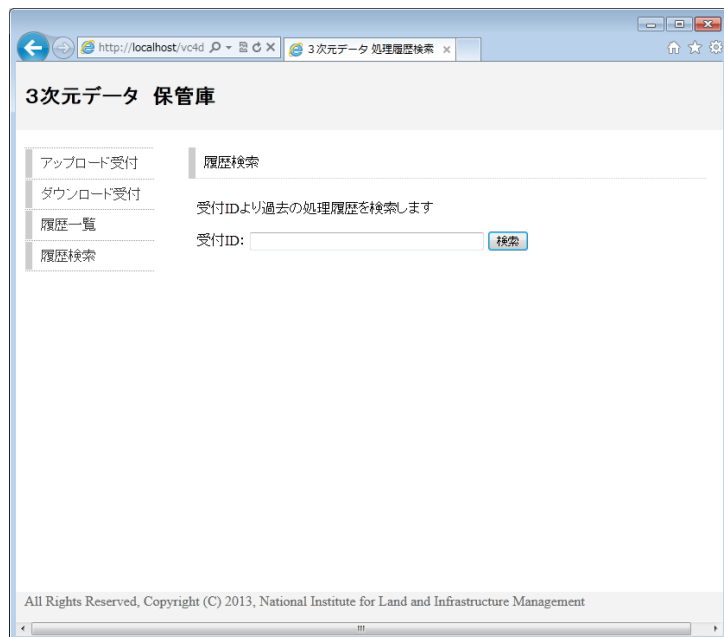 http://localhost/vc4d
3次元データ 処理履歴検索
3次元データ 保管庫
アップロード受付
ダウンロード受付
履歴一覧
履歴検索
履歴検索
受付IDより過去の処理履歴を検索します
受付ID:
検索
All Rights Reserved, Copyright (C) 2013, National Institute for Land and Infrastructure Management